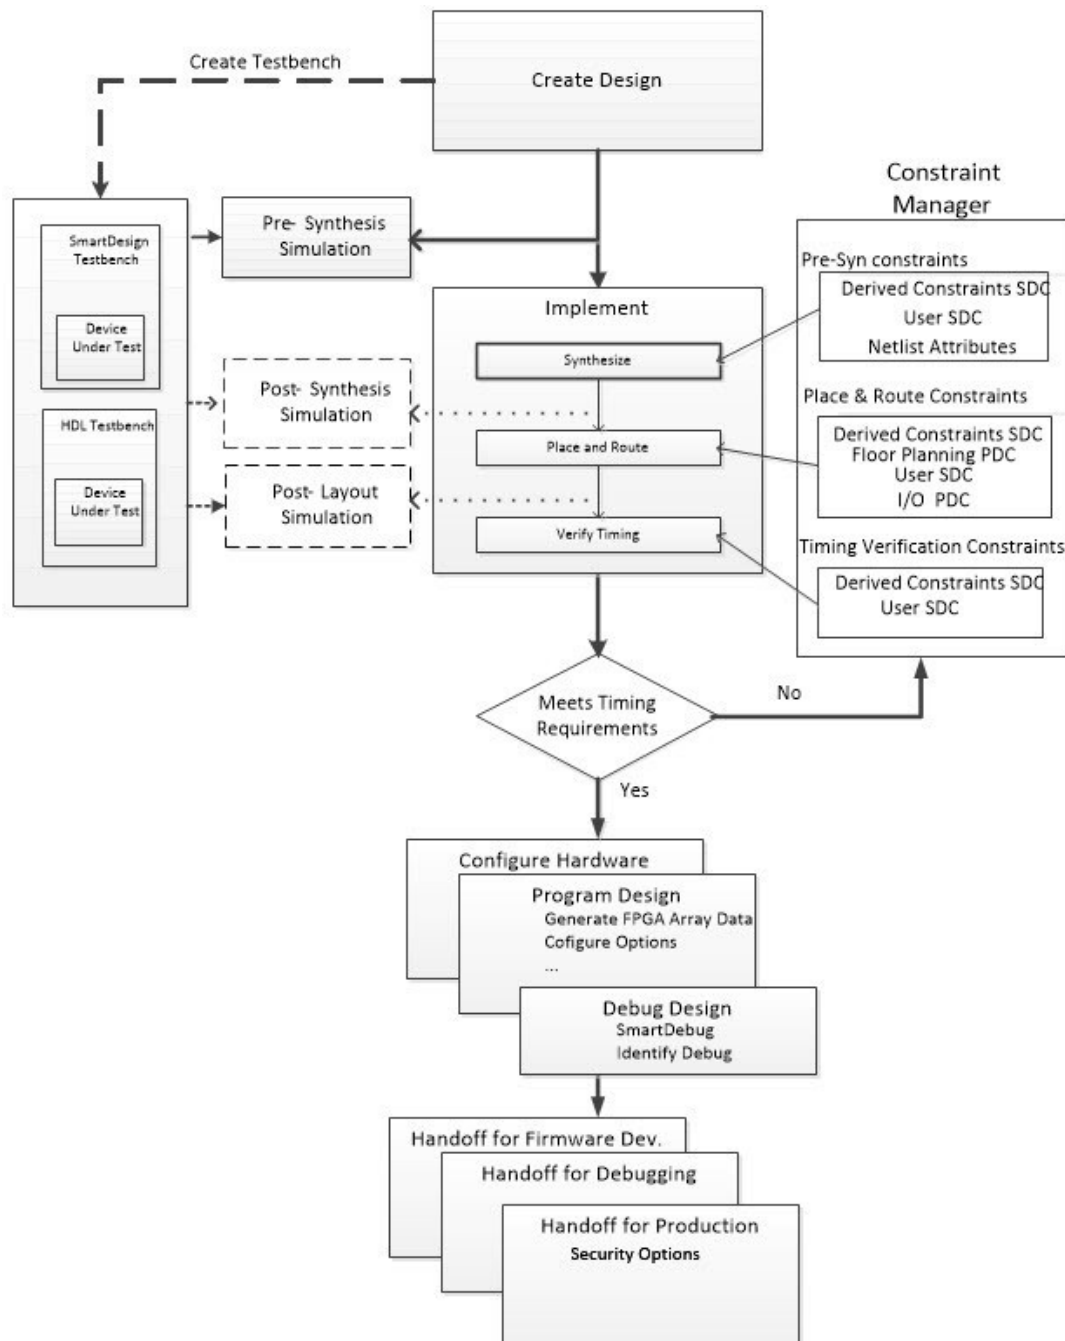 Create Testbench
Create Design
Constraint
Manager
SmartDesign
Testbench
Device
Under Test
Pre- Synthesis
Simulation
Pre-Syn constraints
Derived Constraints SDC
User SDC
Netlist Attributes
Implement
Synthesize
Post- Synthesis
Simulation
Place & Route Constraints
Derived Constraints SDC
Floor Planning PDC
User SDC
I/O PDC
HDL Testbench
Device
Under Test
Place and Route
Post- Layout
Simulation
Verify Timing
Timing Verification Constraints
Derived Constraints SDC
User SDC
Meets Timing
Requirements
No
Yes
Configure Hardware
Program Design
Generate FPGA Array Data
Cofigure Options
...
Debug Design
SmartDebug
Identify Debug
Handoff for Firmware Dev.
Handoff for Debugging
Handoff for Production
Security Options